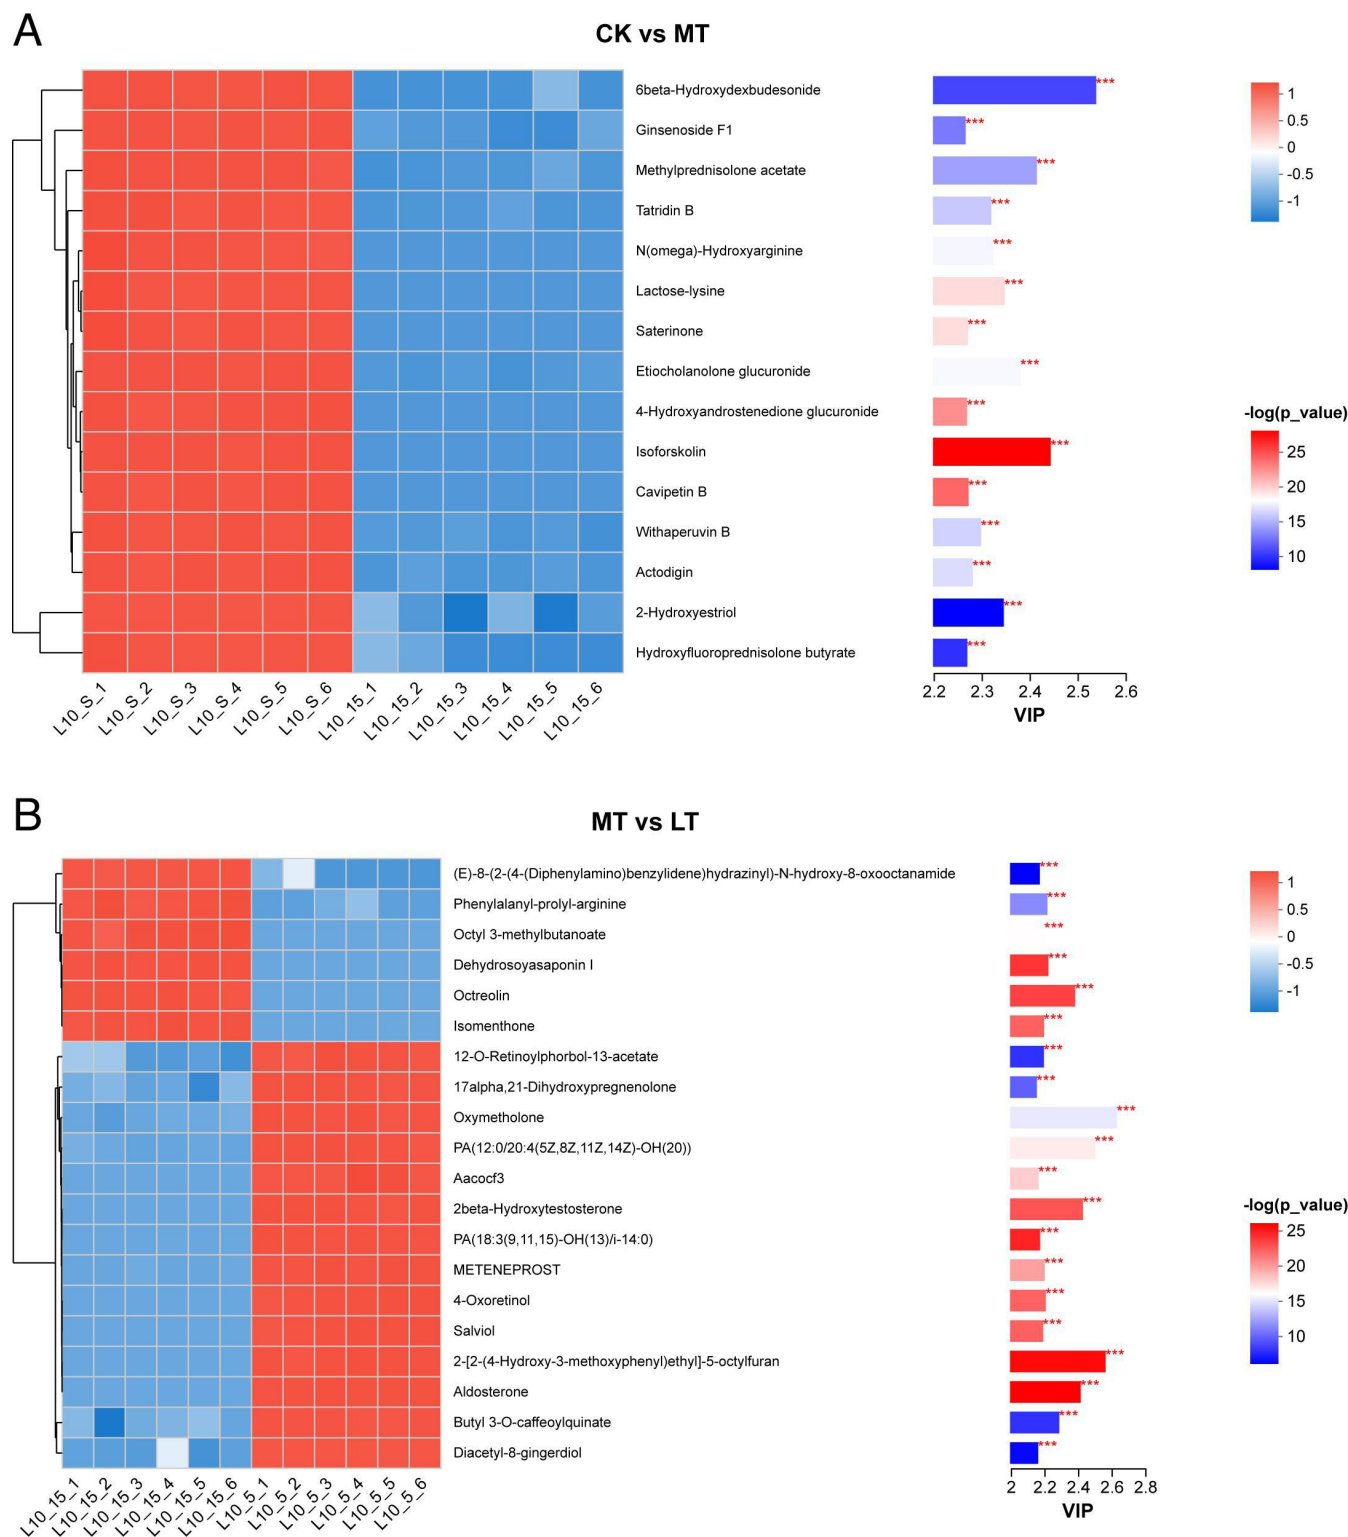 A
CK vs MT
6beta-Hydroxydexbudesonide ***
Ginsenoside F1 ***
Methylprednisolone acetate ***
Tatridin B ***
N(omega)-Hydroxyarginine ***
Lactose-lysine ***
Saterinone ***
Etiocholanolone glucuronide ***
4-Hydroxyandrostenedione glucuronide ***
Isoforskolin ***
Cavipetin B ***
Withaperuvin B ***
Actodigin ***
2-Hydroxyestriol ***
Hydroxyfluoroprednisolone butyrate ***
L10_S_1 L10_S_2 L10_S_3 L10_S_4 L10_S_5 L10_S_6 L10_15_1 L10_15_2 L10_15_3 L10_15_4 L10_15_5 L10_15_6
2.2 2.3 2.4 2.5 2.6
VIP
1
0.5
0
-0.5
-1
-log(p_value)
25
20
15
10
B
MT vs LT
(E)-8-(2-(4-(Diphenylamino)benzylidene)hydrazinyl)-N-hydroxy-8-oxooctanamide ***
Phenylalanyl-prolyl-arginine ***
Octyl 3-methylbutanoate ***
Dehydrosoyasaponin I ***
Octreolin ***
Isomenthone ***
12-O-Retinoylphorbol-13-acetate ***
17alpha,21-Dihydroxypregnenolone ***
Oxymetholone ***
PA(12:0/20:4(5Z,8Z,11Z,14Z)-OH(20)) ***
Aacocf3 ***
2beta-Hydroxytestosterone ***
PA(18:3(9,11,15)-OH(13)/i-14:0) ***
METENEPROST ***
4-Oxoretinol ***
Salviol ***
2-[2-(4-Hydroxy-3-methoxyphenyl)ethyl]-5-octylfuran ***
Aldosterone ***
Butyl 3-O-caffeoylquinate ***
Diacetyl-8-gingerdiol ***
L10_15_1 L10_15_2 L10_15_3 L10_15_4 L10_15_5 L10_15_6 L10_5_1 L10_5_2 L10_5_3 L10_5_4 L10_5_5 L10_5_6
2 2.2 2.4 2.6 2.8
VIP
1
0.5
0
-0.5
-1
-log(p_value)
25
20
15
10